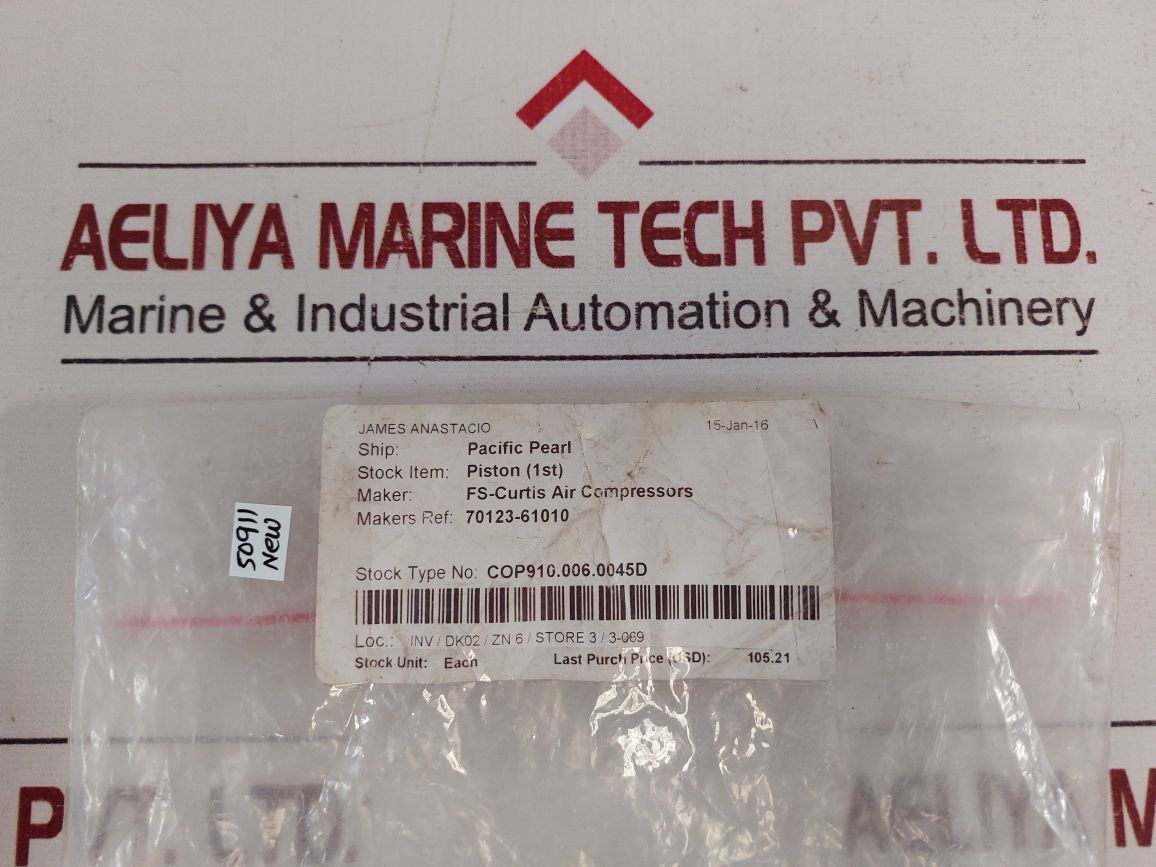 AELIYA MARINE TECH PVT. LTD.
Marine & Industrial Automation & Machinery
JAMES ANASTACIO 15-Jan-16
Ship: Pacific Pearl
Stock Item: Piston (1st)
Maker: FS-Curtis Air Compressors
Makers Ref: 70123-61010
50911
New
Stock Type No: COP910.006.0045D
Loc.: INV / DK02 / ZN 6 / STORE 3 / 3-069
Stock Unit: Each Last Purch Price (USD): 105.21
PVT. LTD. AELIYA M